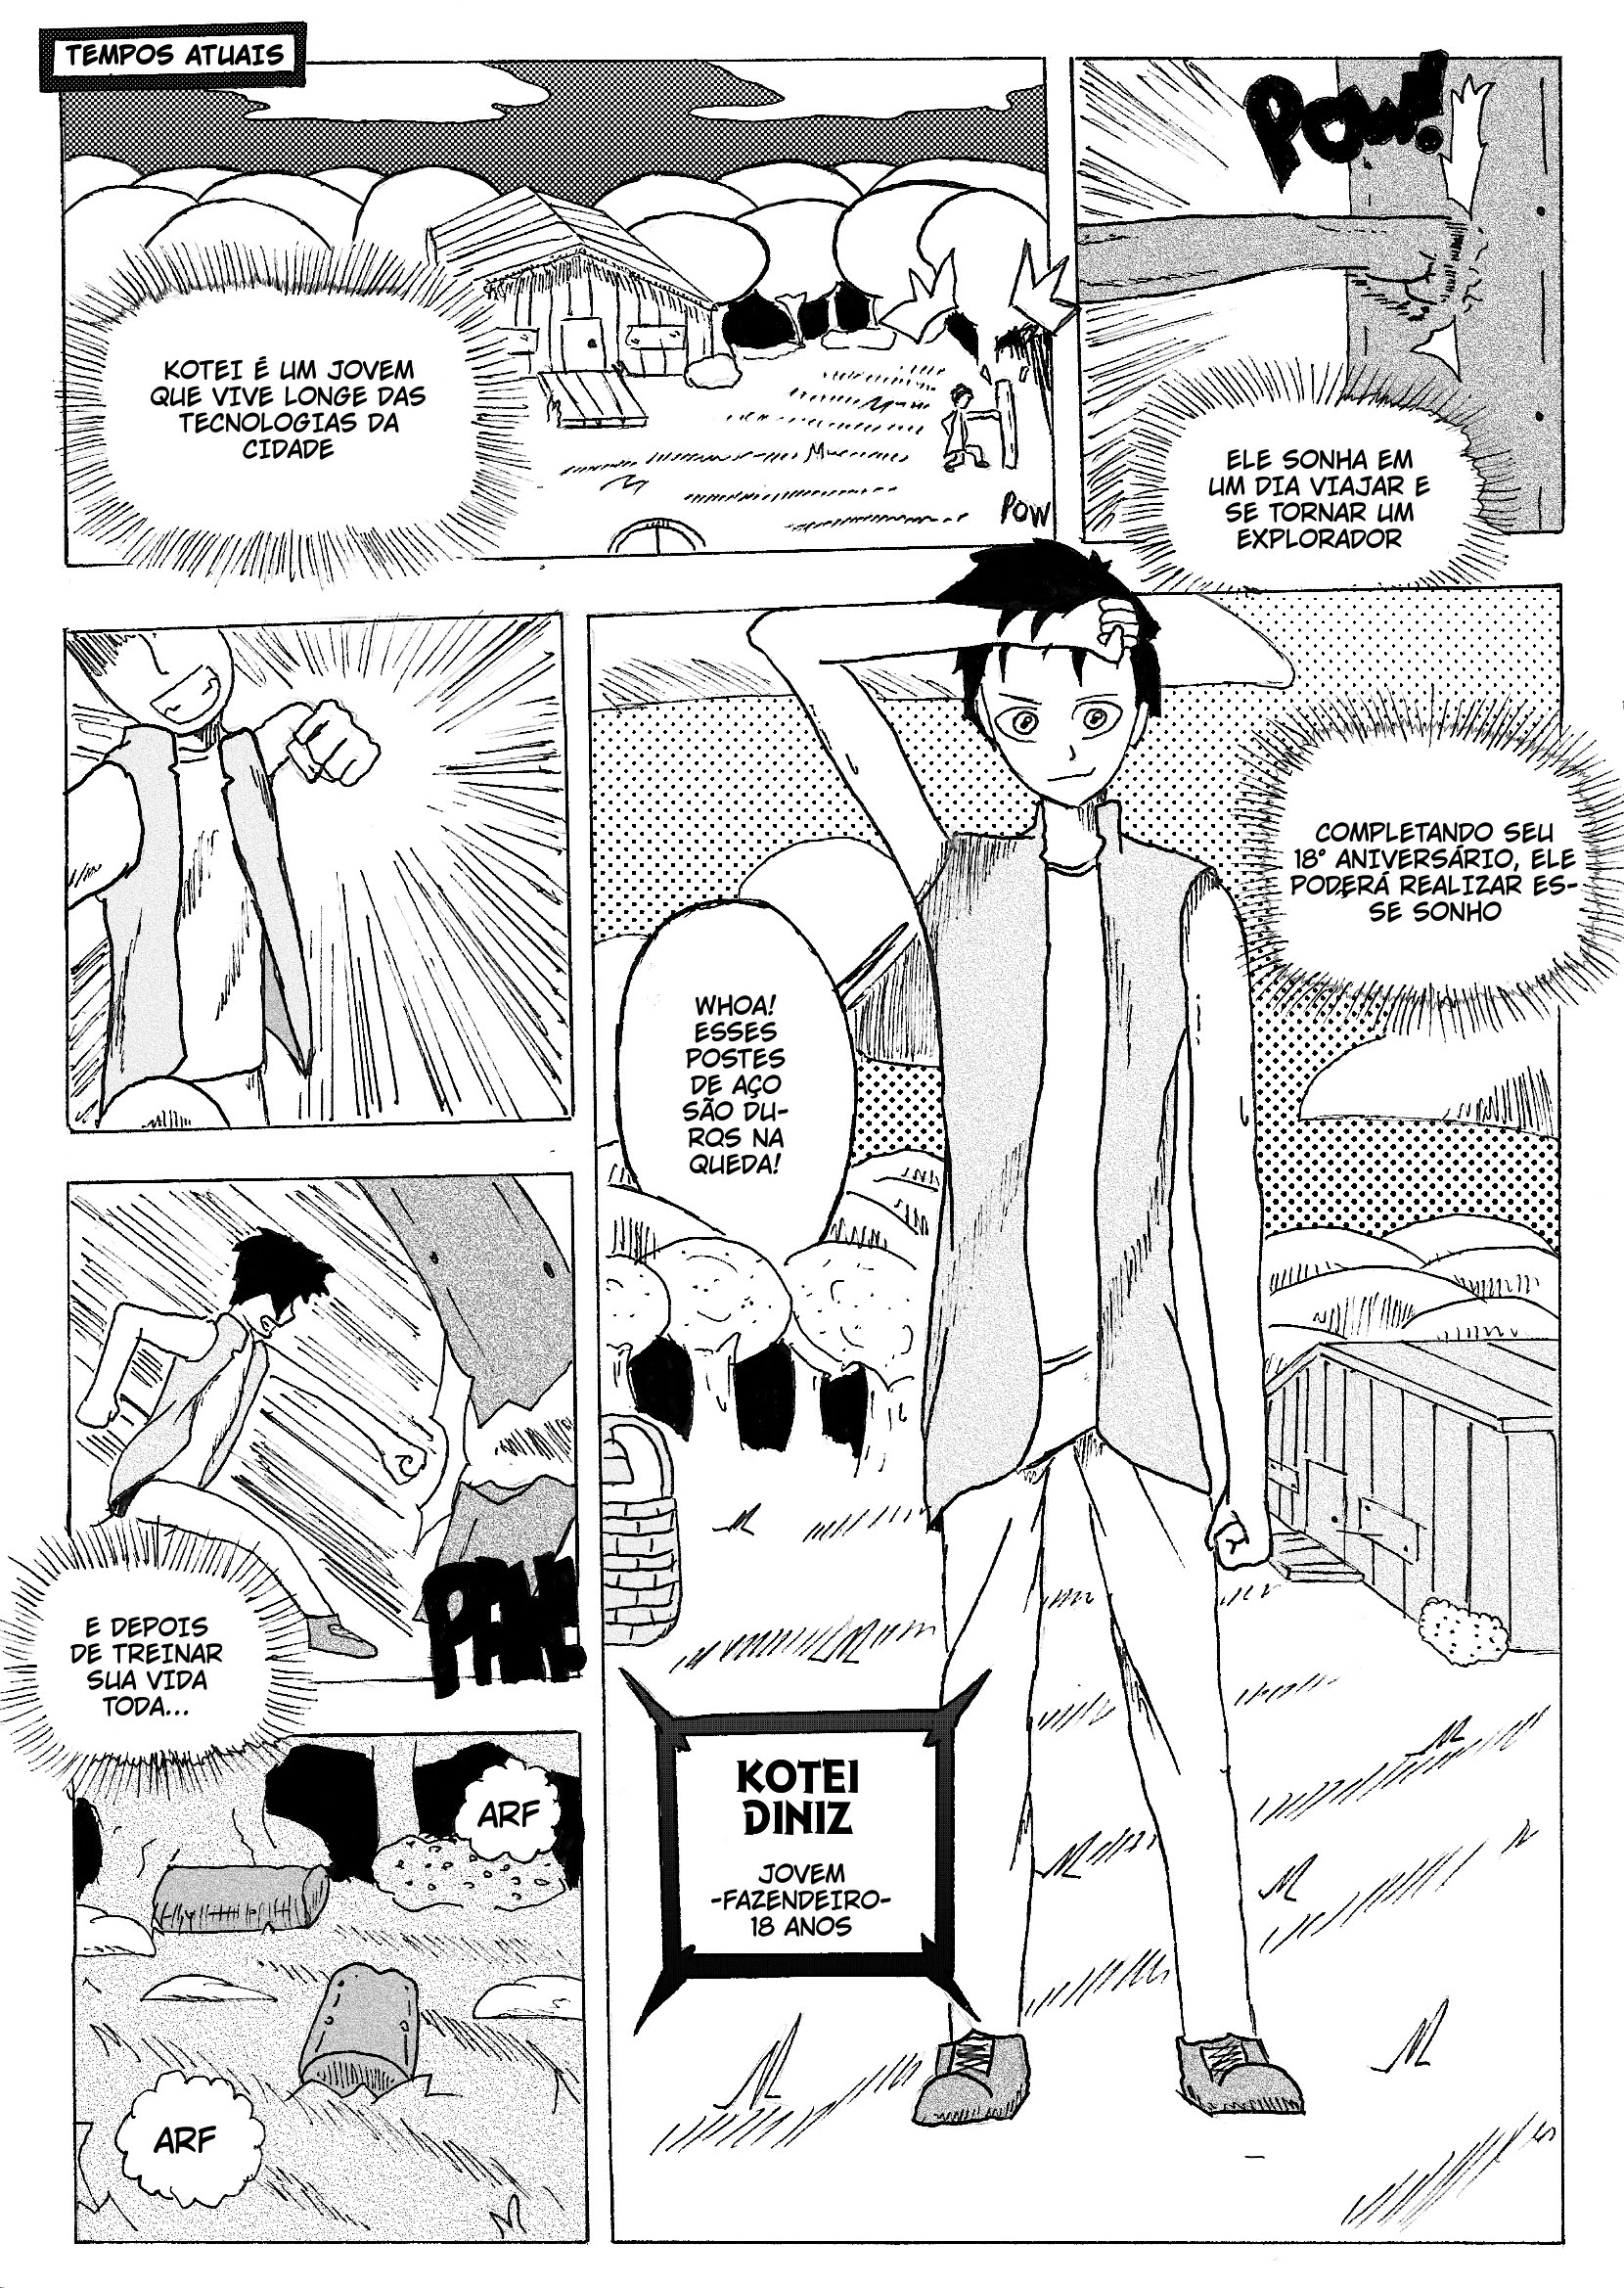 TEMPOS ATUAIS
KOTEI É UM JOVEM
QUE VIVE LONGE DAS
TECNOLOGIAS DA
CIDADE
POW
POW!
ELE SONHA EM
UM DIA VIAJAR E
SE TORNAR UM
EXPLORADOR
E DEPOIS
DE TREINAR
SUA VIDA
TODA...
PAH!
ARF
ARF
COMPLETANDO SEU
18° ANIVERSÁRIO, ELE
PODERÁ REALIZAR ES-
SE SONHO
WHOA!
ESSES
POSTES
DE AÇO
SÃO DU-
ROS NA
QUEDA!
KOTEI
DINIZ
JOVEM
-FAZENDEIRO-
18 ANOS